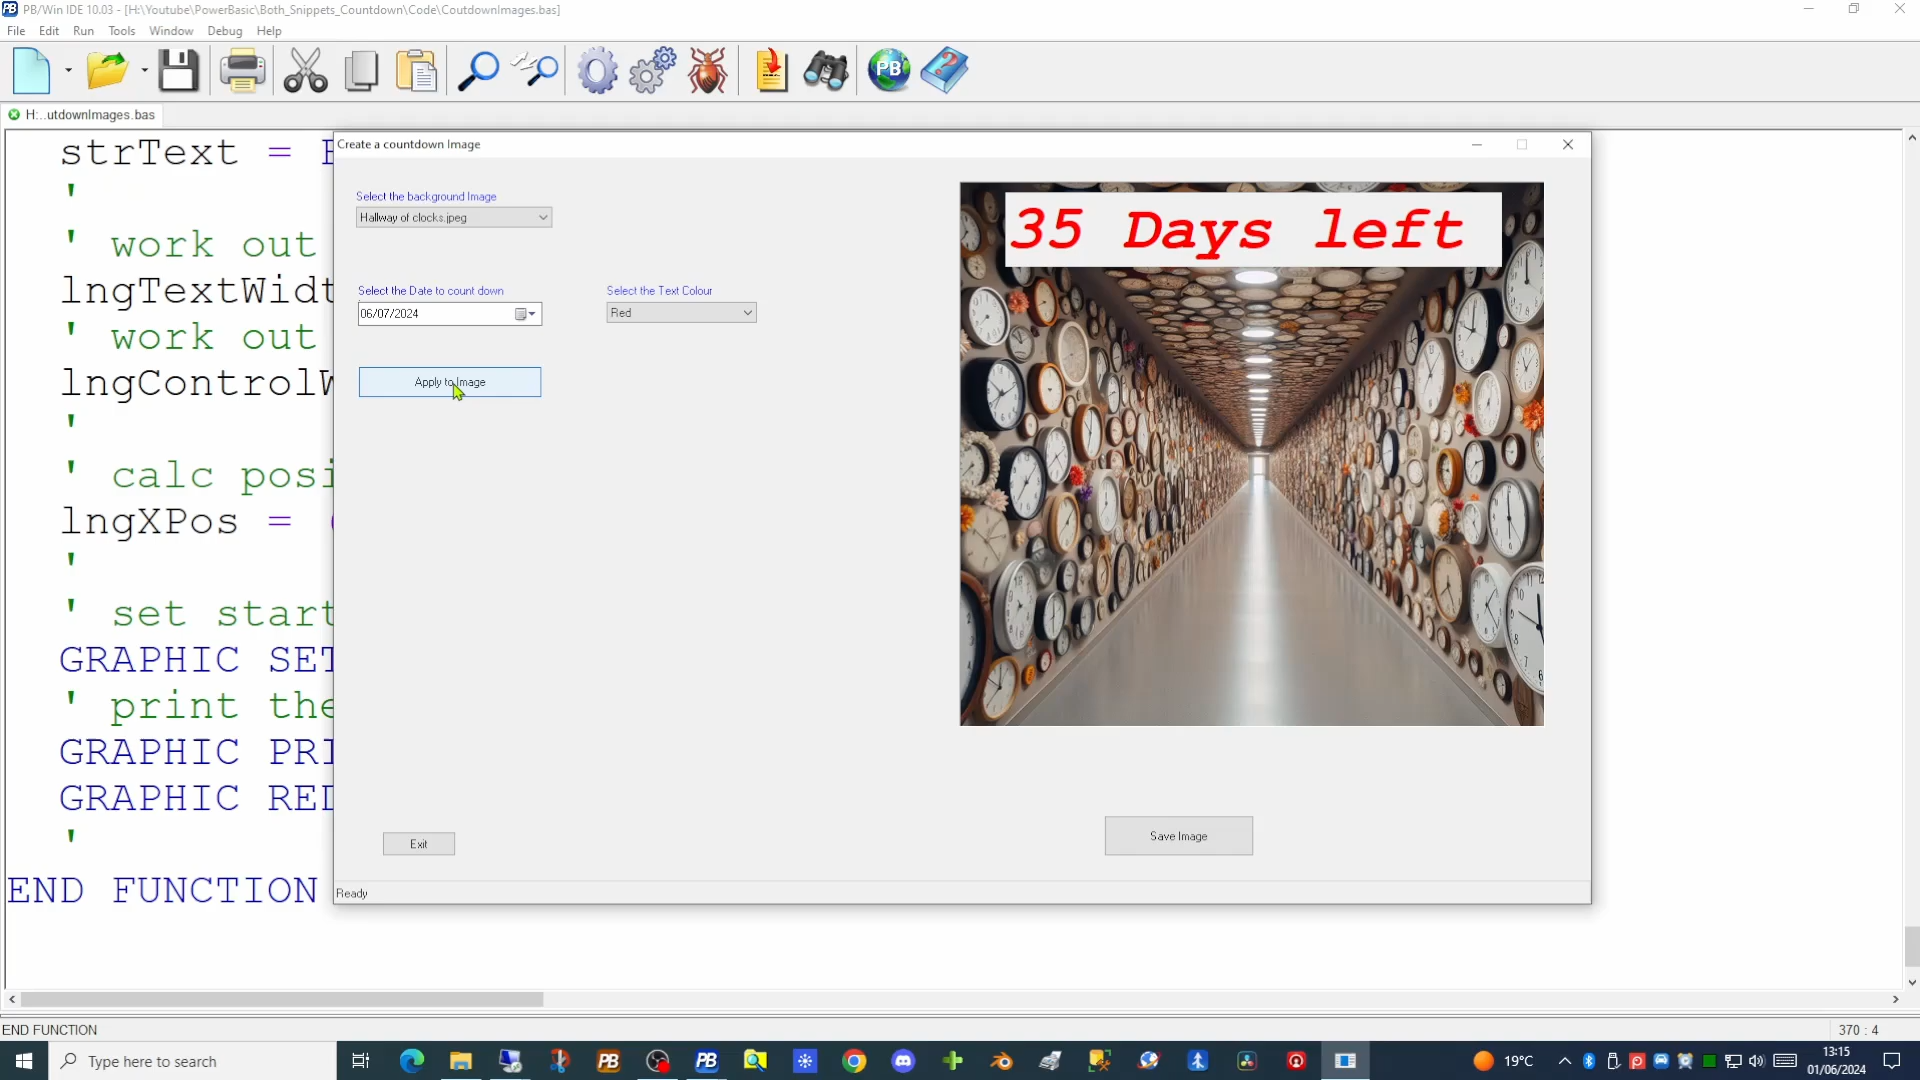 PB/Win IDE 10.03 - [H:\Youtube\PowerBasic\Both_Snippets_Countdown\Code\CoutdownImages.bas]
File Edit Run Tools Window Debug Help
PB
H:..utdownImages.bas
strText =
'
' work out
lngTextWidt
' work out
lngControlW
'
' calc posi
lngXPos = (
'
' set start
GRAPHIC SET
' print the
GRAPHIC PRI
GRAPHIC RED
'
END FUNCTION
Create a countdown Image
Select the background Image
Hallway of clocks.jpeg
Select the Date to count down
Select the Text Colour
06/07/2024
Red
Apply to Image
35 Days left
Exit
Save Image
Ready
END FUNCTION
370 : 4
Type here to search
PB
PB
19°C
13:15
01/06/2024